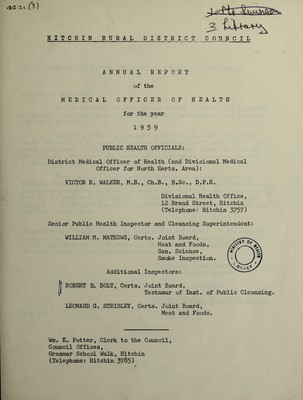 AC 21 (3)
3 Library
HITCHIN RURAL DISTRICT COUNCIL
ANNUAL REPORT
of the
MEDICAL OFFICER OF HEALTH
for the year
1959
PUBLIC HEALTH OFFICIALS:
District Medical Officer of Health (and Divisional Medical
Officer for North Herts. Area):
VICTOR R. WALKER, M.B., Ch.B., B.Sc., D.P.H.
Divisional Health Office,
12 Brand Street, Hitchin
(Telephone: Hitchin 3757)
Senior Public Health Inspector and Cleansing Superintendent:
WILLIAM M. MATHEWS, Certs. Joint Board,
Meat and Foods,
San. Science,
Smoke Inspection.
MINISTRY OF HEALTH
Additional Inspectors:
ROBERT B. BOLT, Certs. Joint Board,
Testamur of Inst. of Public Cleansing.
LEONARD G. STRIBLEY, Certs. Joint Board,
Meat and Foods.
Wm. E. Potter, Clerk to the Council,
Council Offices,
Grammar School Walk, Hitchin
(Telephone: Hitchin 3785)